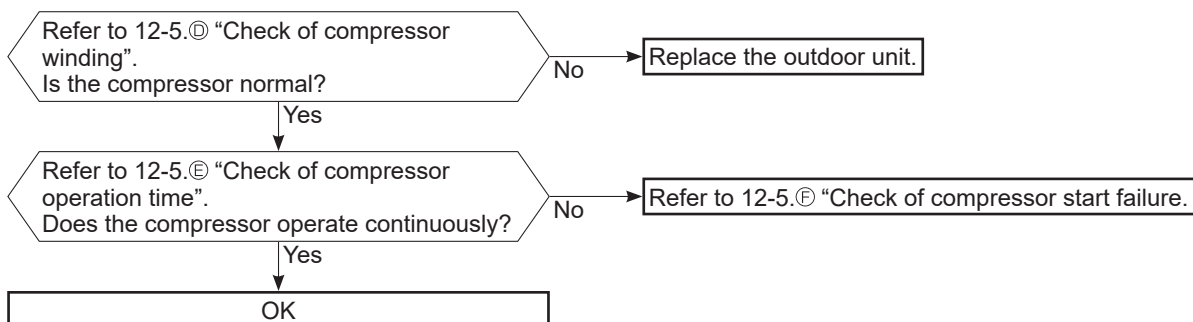 Refer to 12-5.Ⓓ “Check of compressor
winding”.
Is the compressor normal?
No
Replace the outdoor unit.
Yes
Refer to 12-5.Ⓔ “Check of compressor
operation time”.
Does the compressor operate continuously?
No
Refer to 12-5.Ⓕ “Check of compressor start failure.
Yes
OK